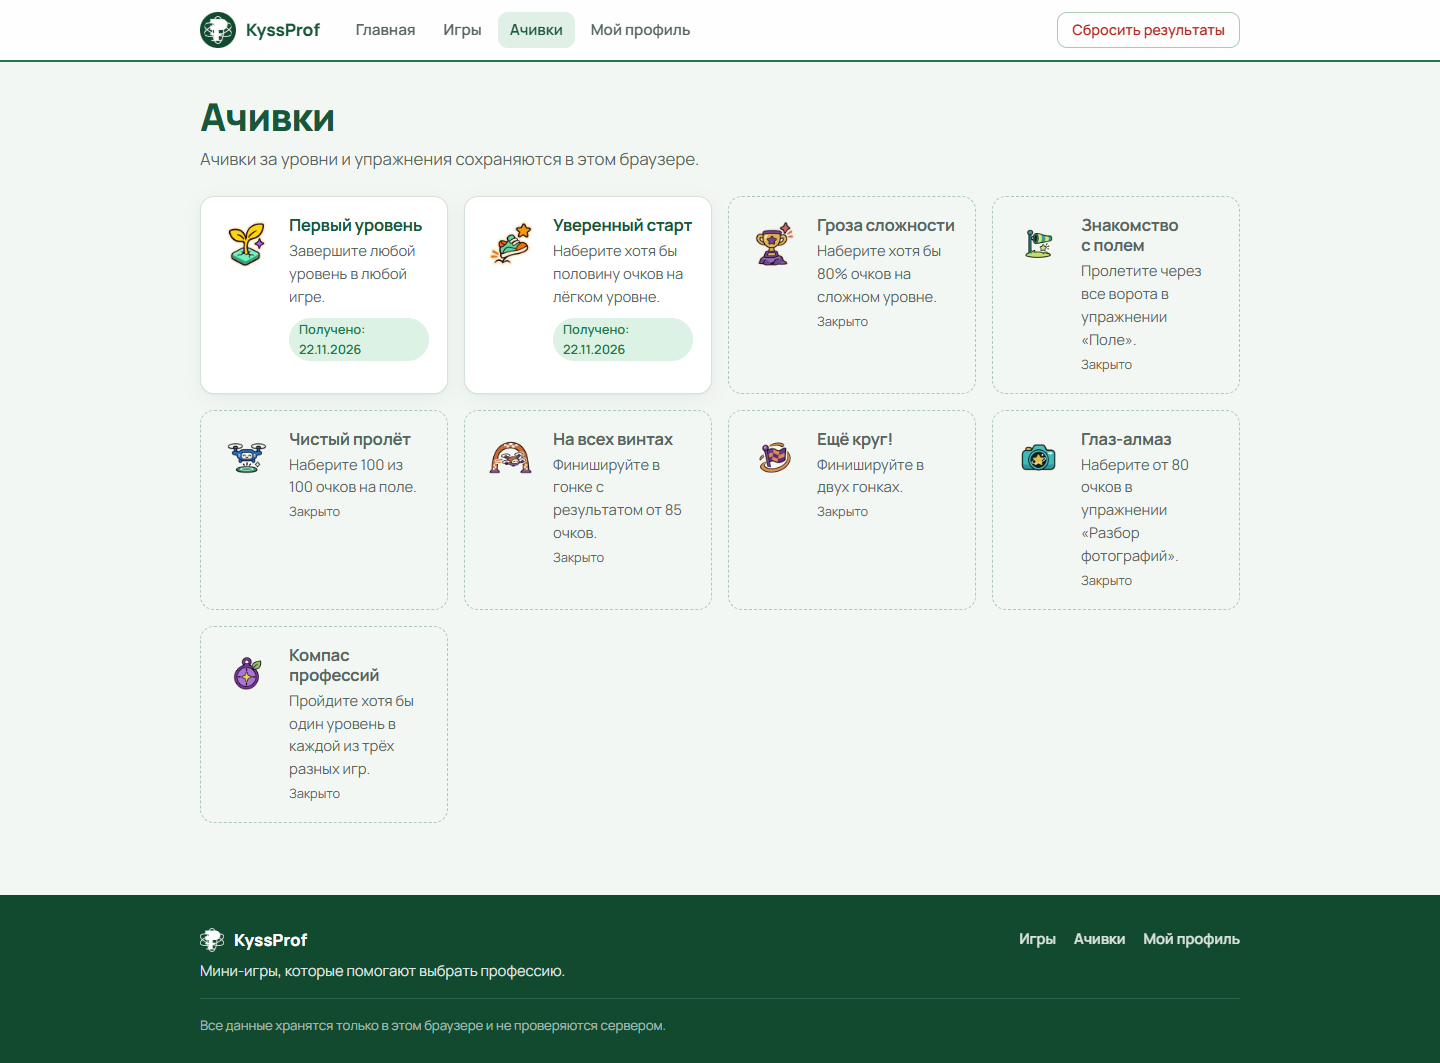 KyssProf
Главная
Игры
Ачивки
Мой профиль
Сбросить результаты
Ачивки
Ачивки за уровни и упражнения сохраняются в этом браузере.
Первый уровень
Завершите любой
уровень в любой
игре.
Получено:
22.11.2026
Уверенный старт
Наберите хотя бы
половину очков на
лёгком уровне.
Получено:
22.11.2026
Гроза сложности
Наберите хотя бы
80% очков на
сложном уровне.
Закрыто
Знакомство
с полем
Пролетите через
все ворота в
упражнении
«Поле».
Закрыто
Чистый пролёт
Наберите 100 из
100 очков на поле.
Закрыто
На всех винтах
Финишируйте в
гонке с
результатом от 85
очков.
Закрыто
Ещё круг!
Финишируйте в
двух гонках.
Закрыто
Глаз-алмаз
Наберите от 80
очков в
упражнении
«Разбор
фотографий».
Закрыто
Компас
профессий
Пройдите хотя бы
один уровень в
каждой из трёх
разных игр.
Закрыто
KyssProf
Игры
Ачивки
Мой профиль
Мини-игры, которые помогают выбрать профессию.
Все данные хранятся только в этом браузере и не проверяются сервером.